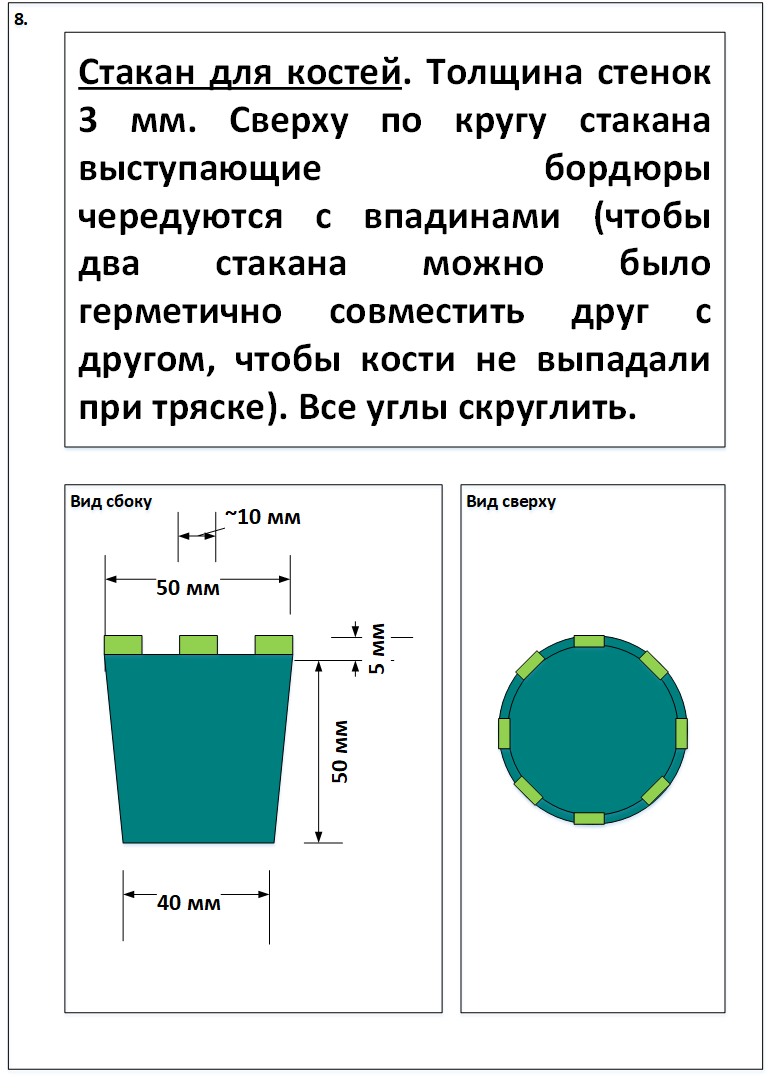 8.
Стакан для костей. Толщина стенок
3 мм. Сверху по кругу стакана
выступающие бордюры
чередуются с впадинами (чтобы
два стакана можно было
герметично совместить друг с
другом, чтобы кости не выпадали
при тряске). Все углы скруглить.
Вид сбоку
~10 мм
50 мм
5 мм
50 мм
40 мм
Вид сверху